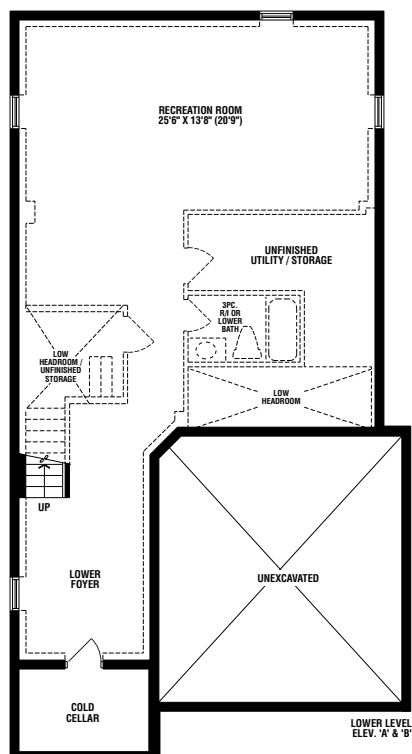 RECREATION ROOM
25'6" X 13'8" (20'9")
UNFINISHED
UTILITY / STORAGE
3PC.
R/I OR
LOWER
BATH
LOW
HEADROOM /
UNFINISHED
STORAGE
LOW
HEADROOM
UP
LOWER
FOYER
UNEXCAVATED
COLD
CELLAR
LOWER LEVEL
ELEV. 'A' & 'B'